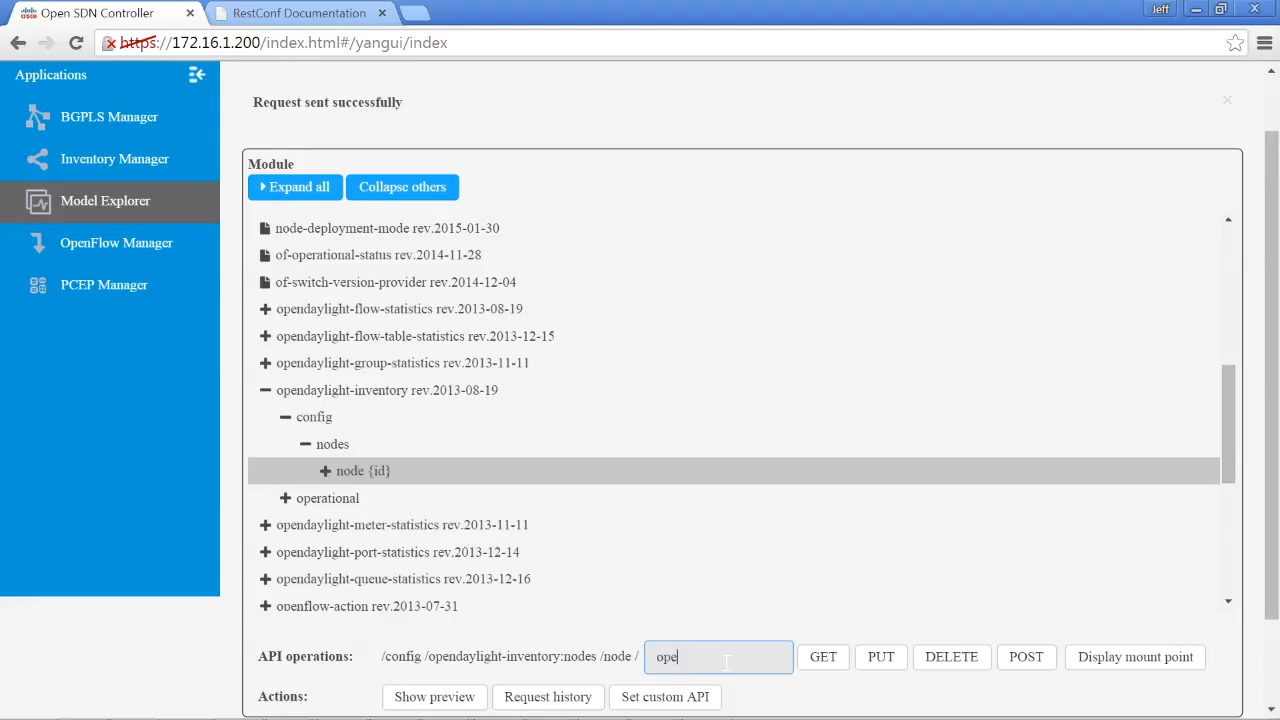 Open SDN Controller
RestConf Documentation
Jeff
https://172.16.1.200/index.html#/yangui/index
Applications
BGPLS Manager
Inventory Manager
Model Explorer
OpenFlow Manager
PCEP Manager
Request sent successfully
Module
Expand all Collapse others
node-deployment-mode rev.2015-01-30
of-operational-status rev.2014-11-28
of-switch-version-provider rev.2014-12-04
opendaylight-flow-statistics rev.2013-08-19
opendaylight-flow-table-statistics rev.2013-12-15
opendaylight-group-statistics rev.2013-11-11
opendaylight-inventory rev.2013-08-19
config
nodes
node {id}
operational
opendaylight-meter-statistics rev.2013-11-11
opendaylight-port-statistics rev.2013-12-14
opendaylight-queue-statistics rev.2013-12-16
openflow-action rev.2013-07-31
API operations: /config /opendaylight-inventory:nodes /node / ope GET PUT DELETE POST Display mount point
Actions: Show preview Request history Set custom API